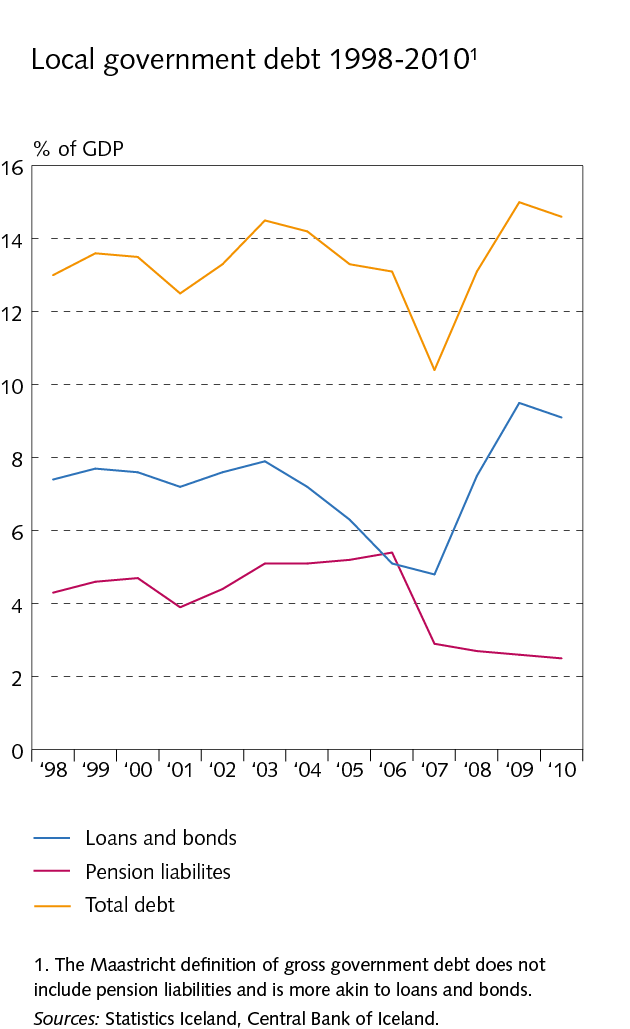 Local government debt 1998-2010¹
% of GDP
16
14
12
10
8
6
4
2
0
‘98 ‘99 ‘00 ‘01 ‘02 ‘03 ‘04 ‘05 ‘06 ‘07 ‘08 ‘09 ‘10
Loans and bonds
Pension liabilites
Total debt
1. The Maastricht definition of gross government debt does not
include pension liabilities and is more akin to loans and bonds.
Sources: Statistics Iceland, Central Bank of Iceland.